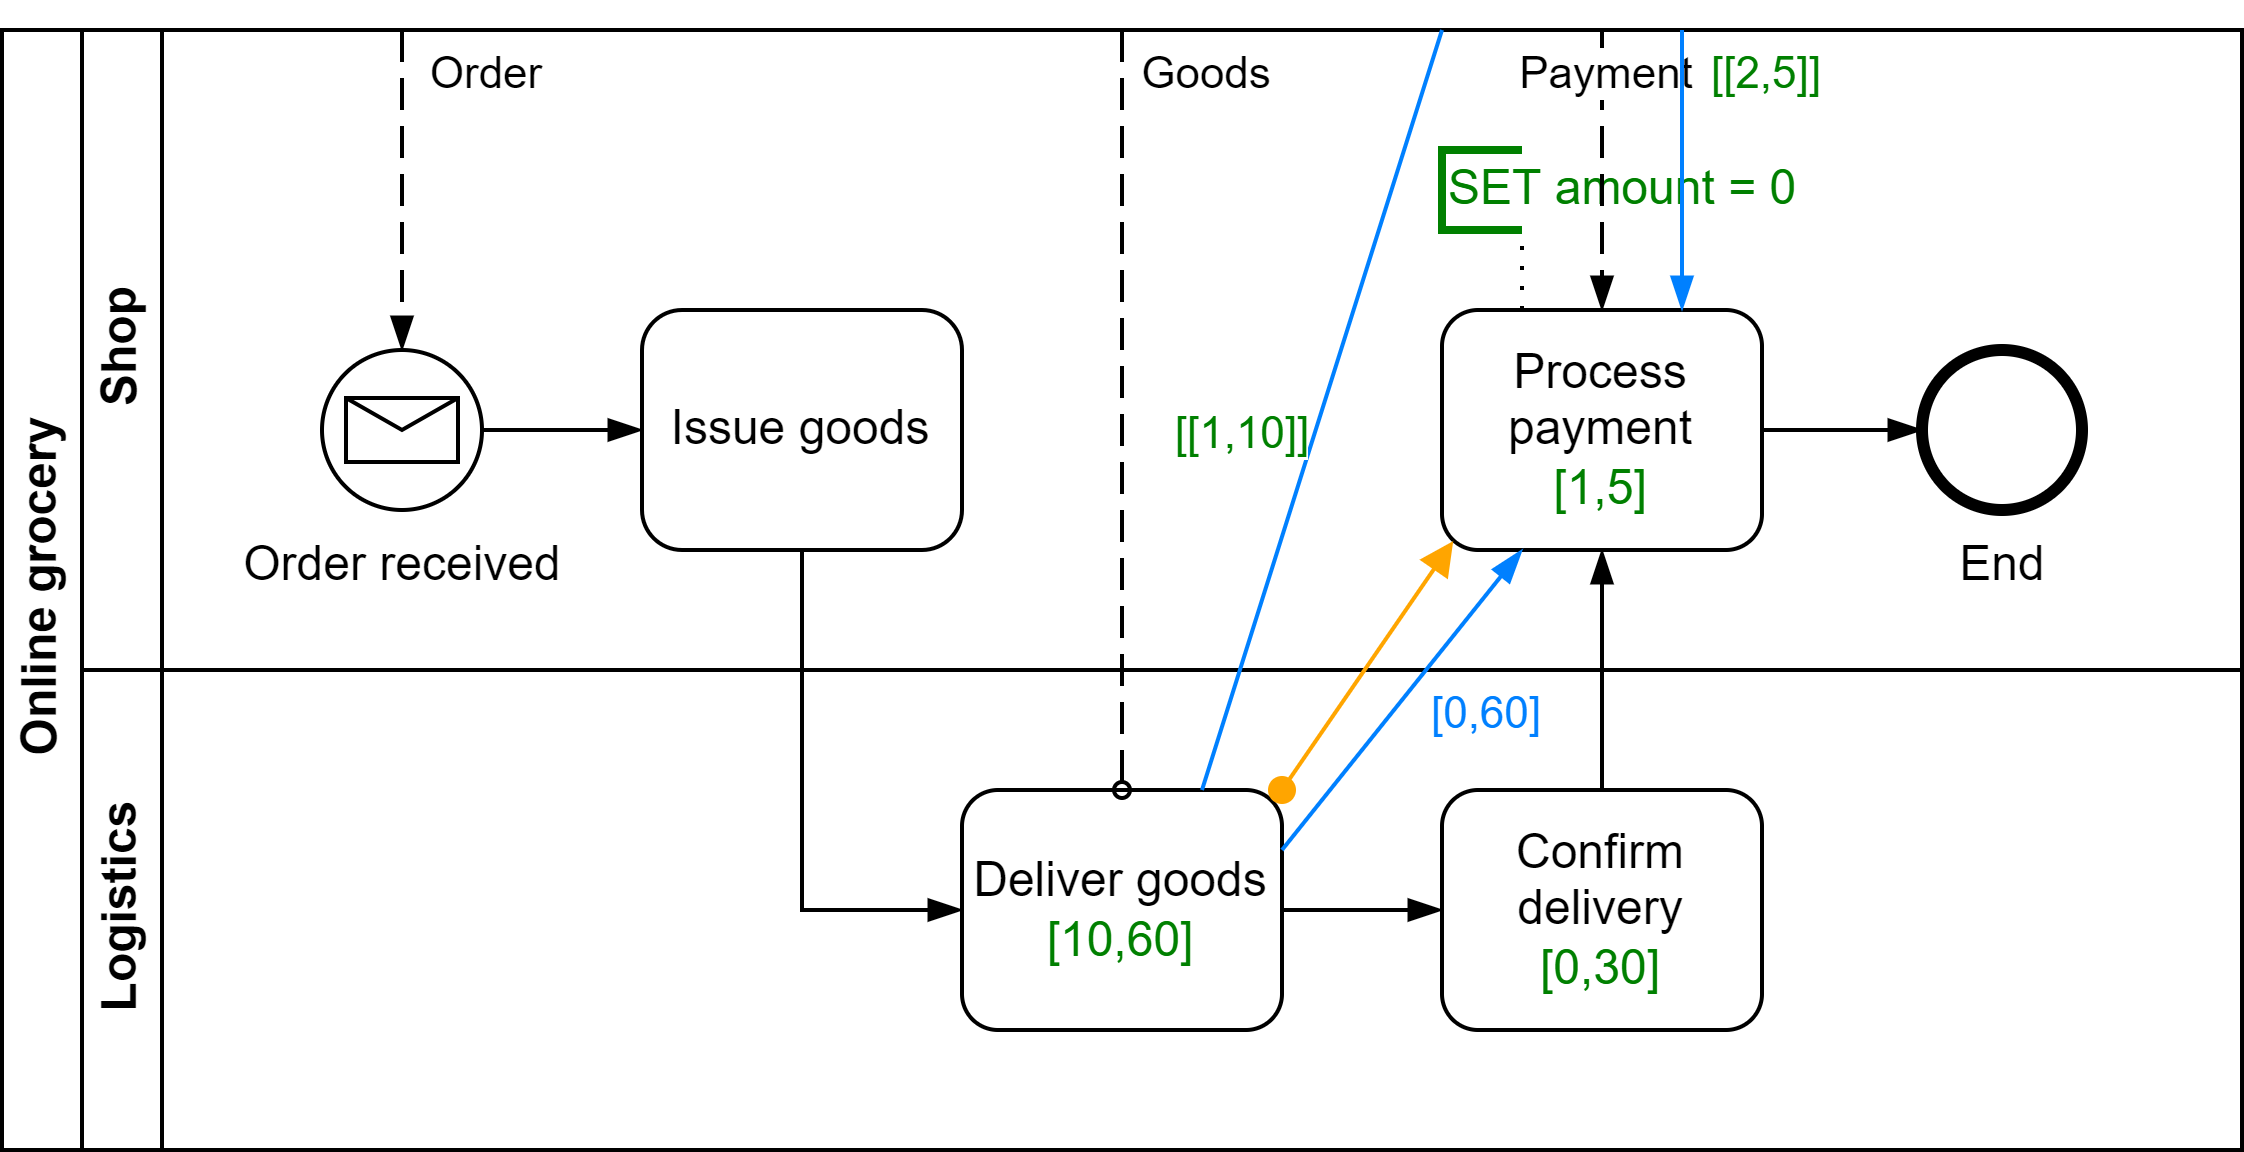 Online grocery
Shop
Logistics
Order
Goods
Payment
[[2,5]]
SET amount = 0
Order received
Issue goods
[[1,10]]
Process
payment
[1,5]
End
[0,60]
Deliver goods
[10,60]
Confirm
delivery
[0,30]